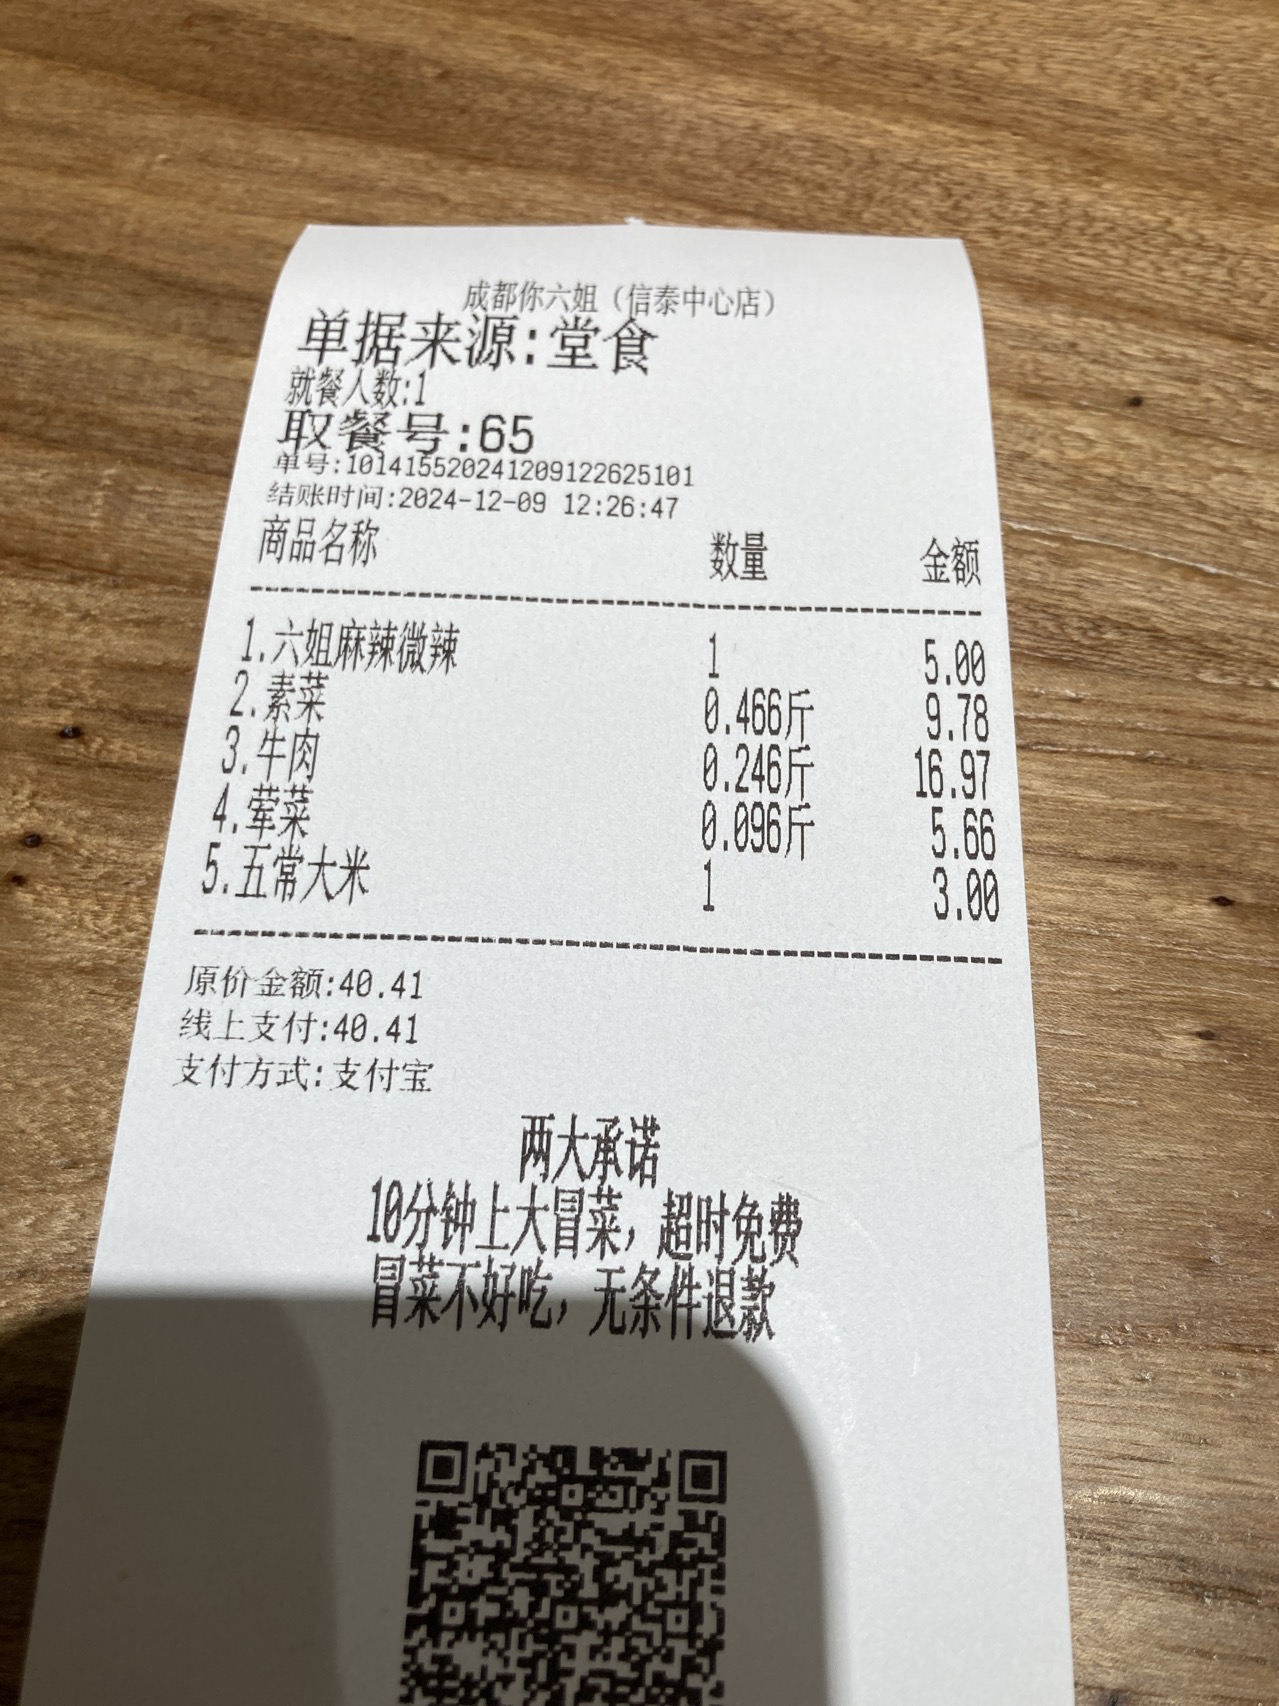 成都你六姐（信泰中心店）
单据来源:堂食
就餐人数:1
取餐号:65
单号:101415520241209122625101
结账时间:2024-12-09 12:26:47
商品名称 数量 金额
1.六姐麻辣微辣 1 5.00
2.素菜 0.466斤 9.78
3.牛肉 0.246斤 16.97
4.荤菜 0.096斤 5.66
5.五常大米 1 3.00
原价金额:40.41
线上支付:40.41
支付方式:支付宝
两大承诺
10分钟上大冒菜，超时免费
冒菜不好吃，无条件退款